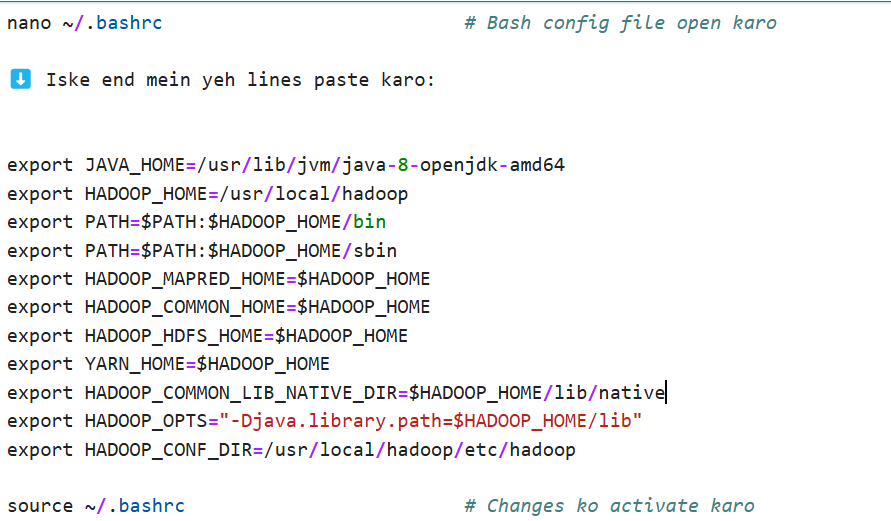 nano ~/.bashrc # Bash config file open karo
⬇️ Iske end mein yeh lines paste karo:
export JAVA_HOME=/usr/lib/jvm/java-8-openjdk-amd64
export HADOOP_HOME=/usr/local/hadoop
export PATH=$PATH:$HADOOP_HOME/bin
export PATH=$PATH:$HADOOP_HOME/sbin
export HADOOP_MAPRED_HOME=$HADOOP_HOME
export HADOOP_COMMON_HOME=$HADOOP_HOME
export HADOOP_HDFS_HOME=$HADOOP_HOME
export YARN_HOME=$HADOOP_HOME
export HADOOP_COMMON_LIB_NATIVE_DIR=$HADOOP_HOME/lib/native
export HADOOP_OPTS="-Djava.library.path=$HADOOP_HOME/lib"
export HADOOP_CONF_DIR=/usr/local/hadoop/etc/hadoop
source ~/.bashrc # Changes ko activate karo